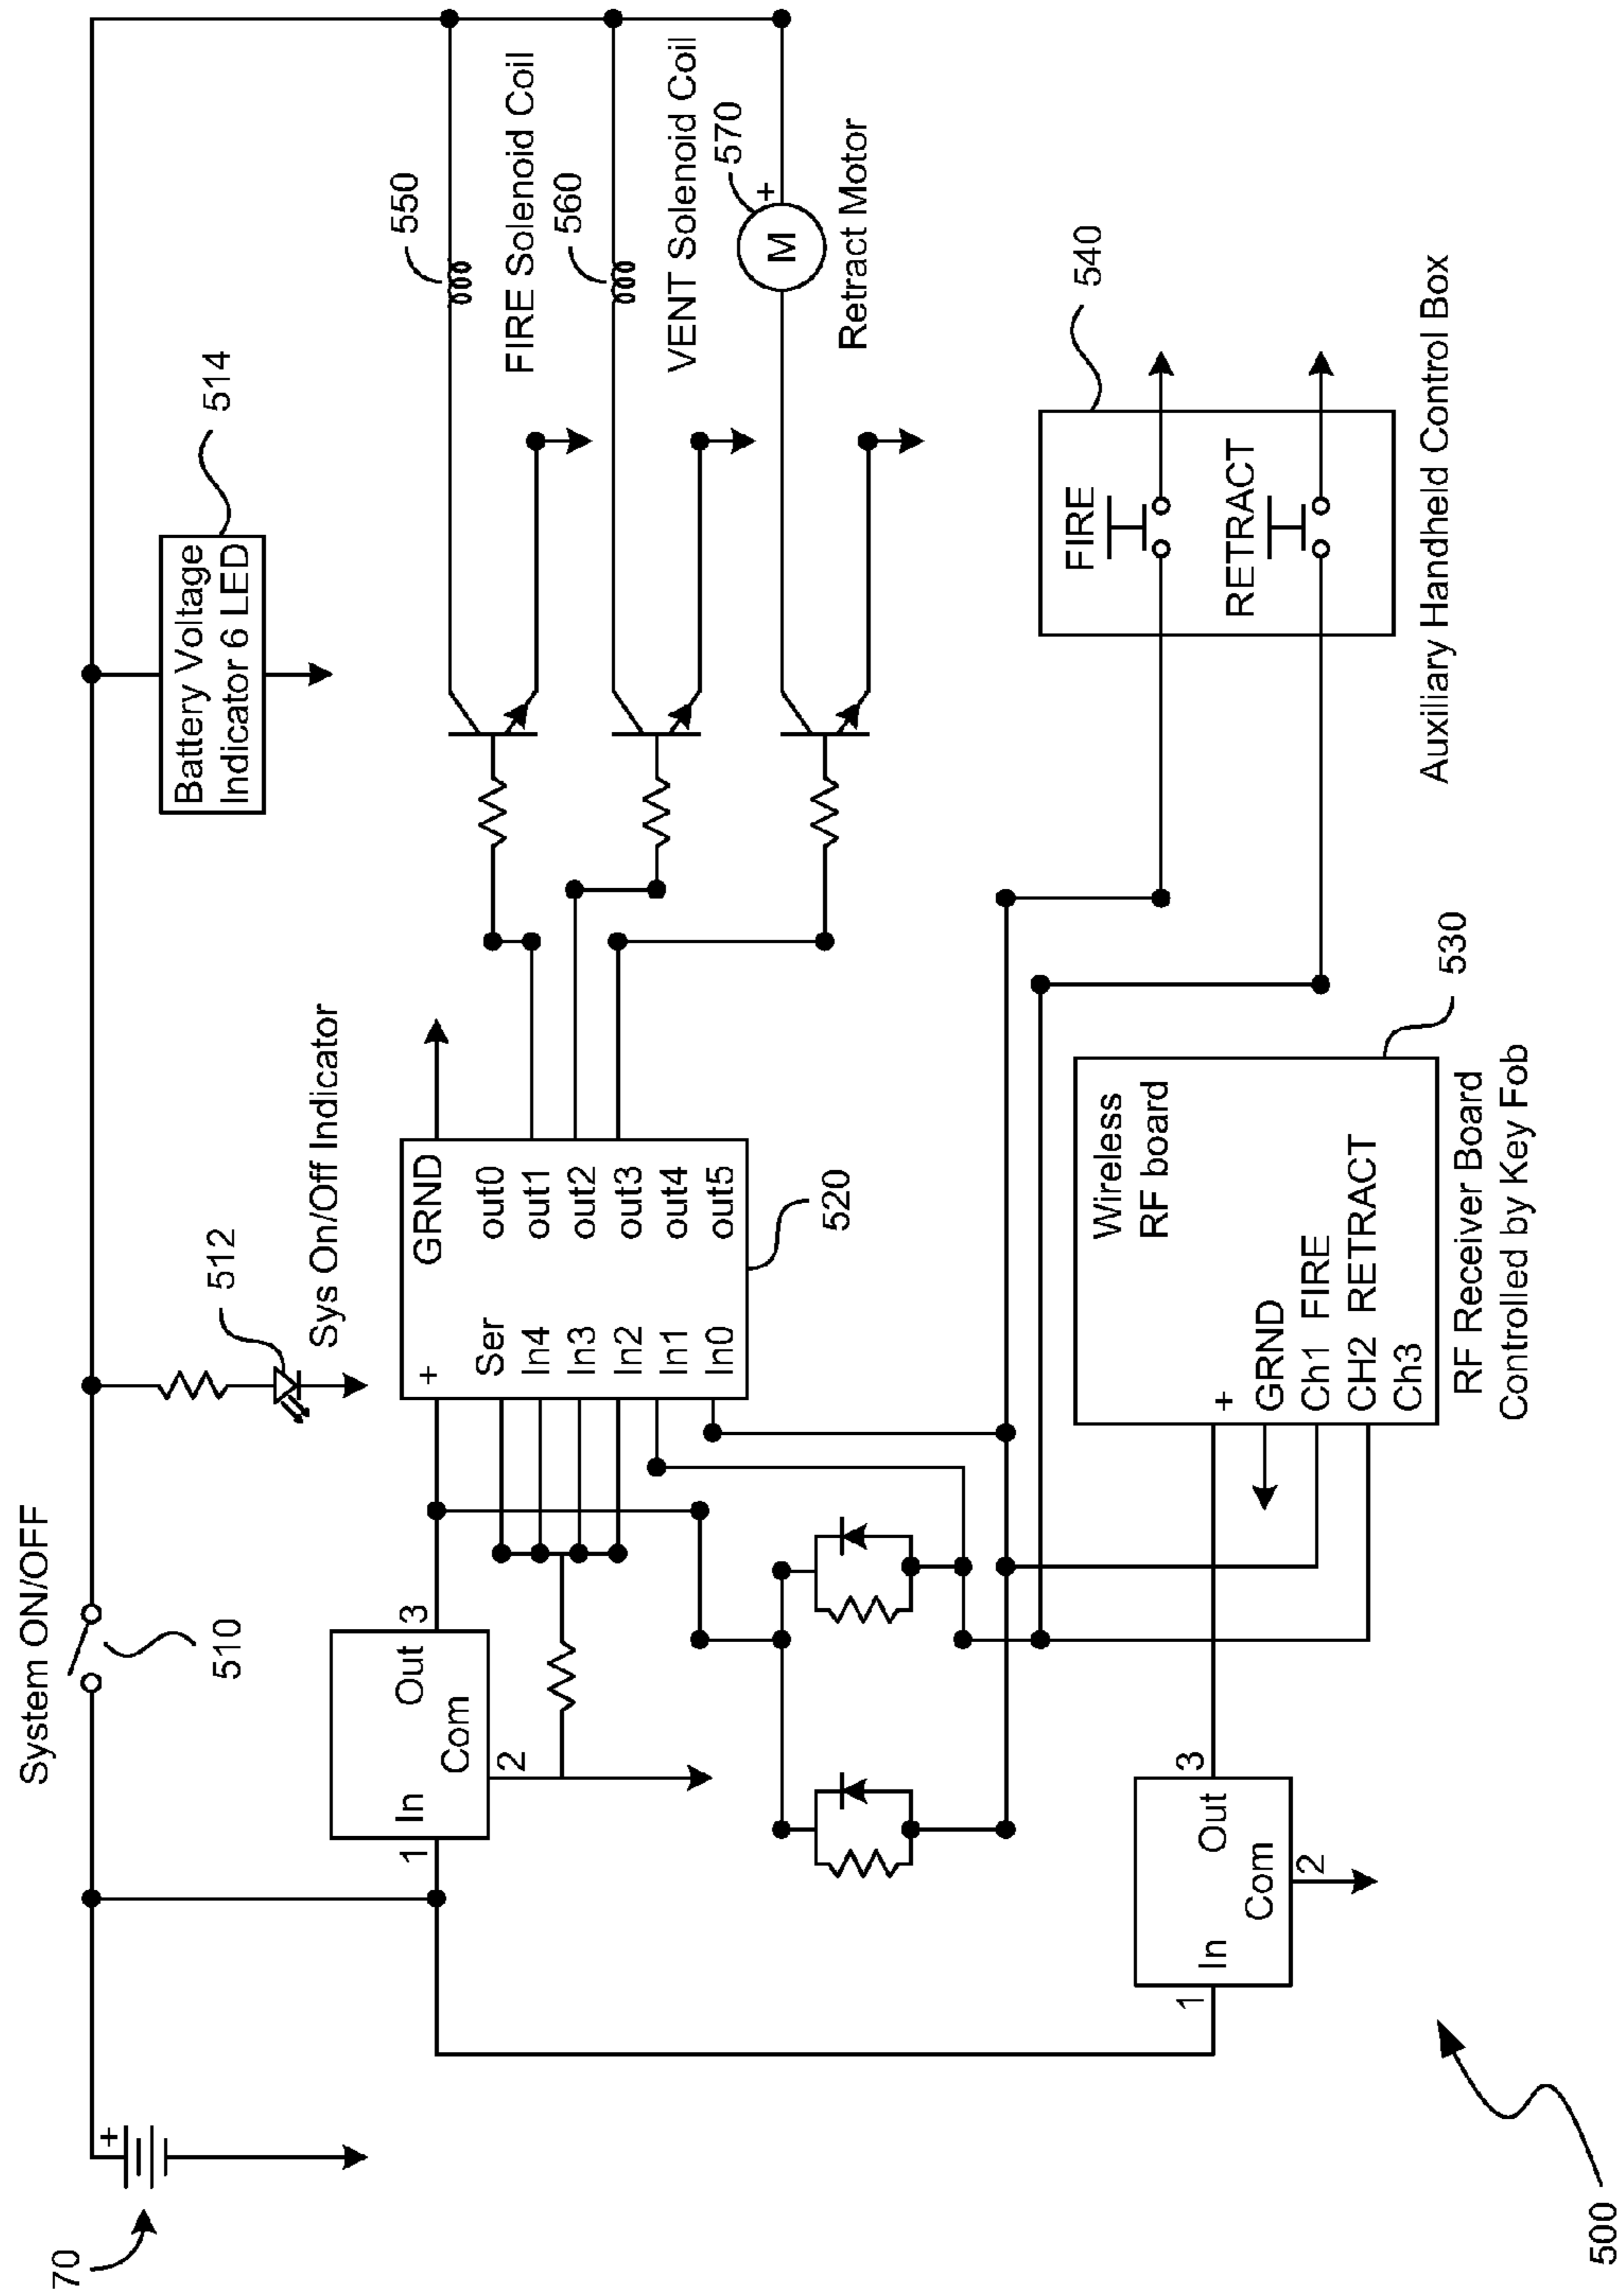 System ON/OFF
510
70
+
512
Sys On/Off Indicator
514
Battery Voltage
Indicator 6 LED
550
FIRE Solenoid Coil
560
VENT Solenoid Coil
570
+
M
Retract Motor
1
In
Out
3
Com
2
+
GRND
Ser
out0
In4
out1
In3
out2
In2
out3
In1
out4
In0
out5
520
1
In
Out
3
Com
2
Wireless
RF board
+
GRND
Ch1 FIRE
CH2 RETRACT
Ch3
530
RF Receiver Board
Controlled by Key Fob
540
FIRE
RETRACT
Auxiliary Handheld Control Box
500